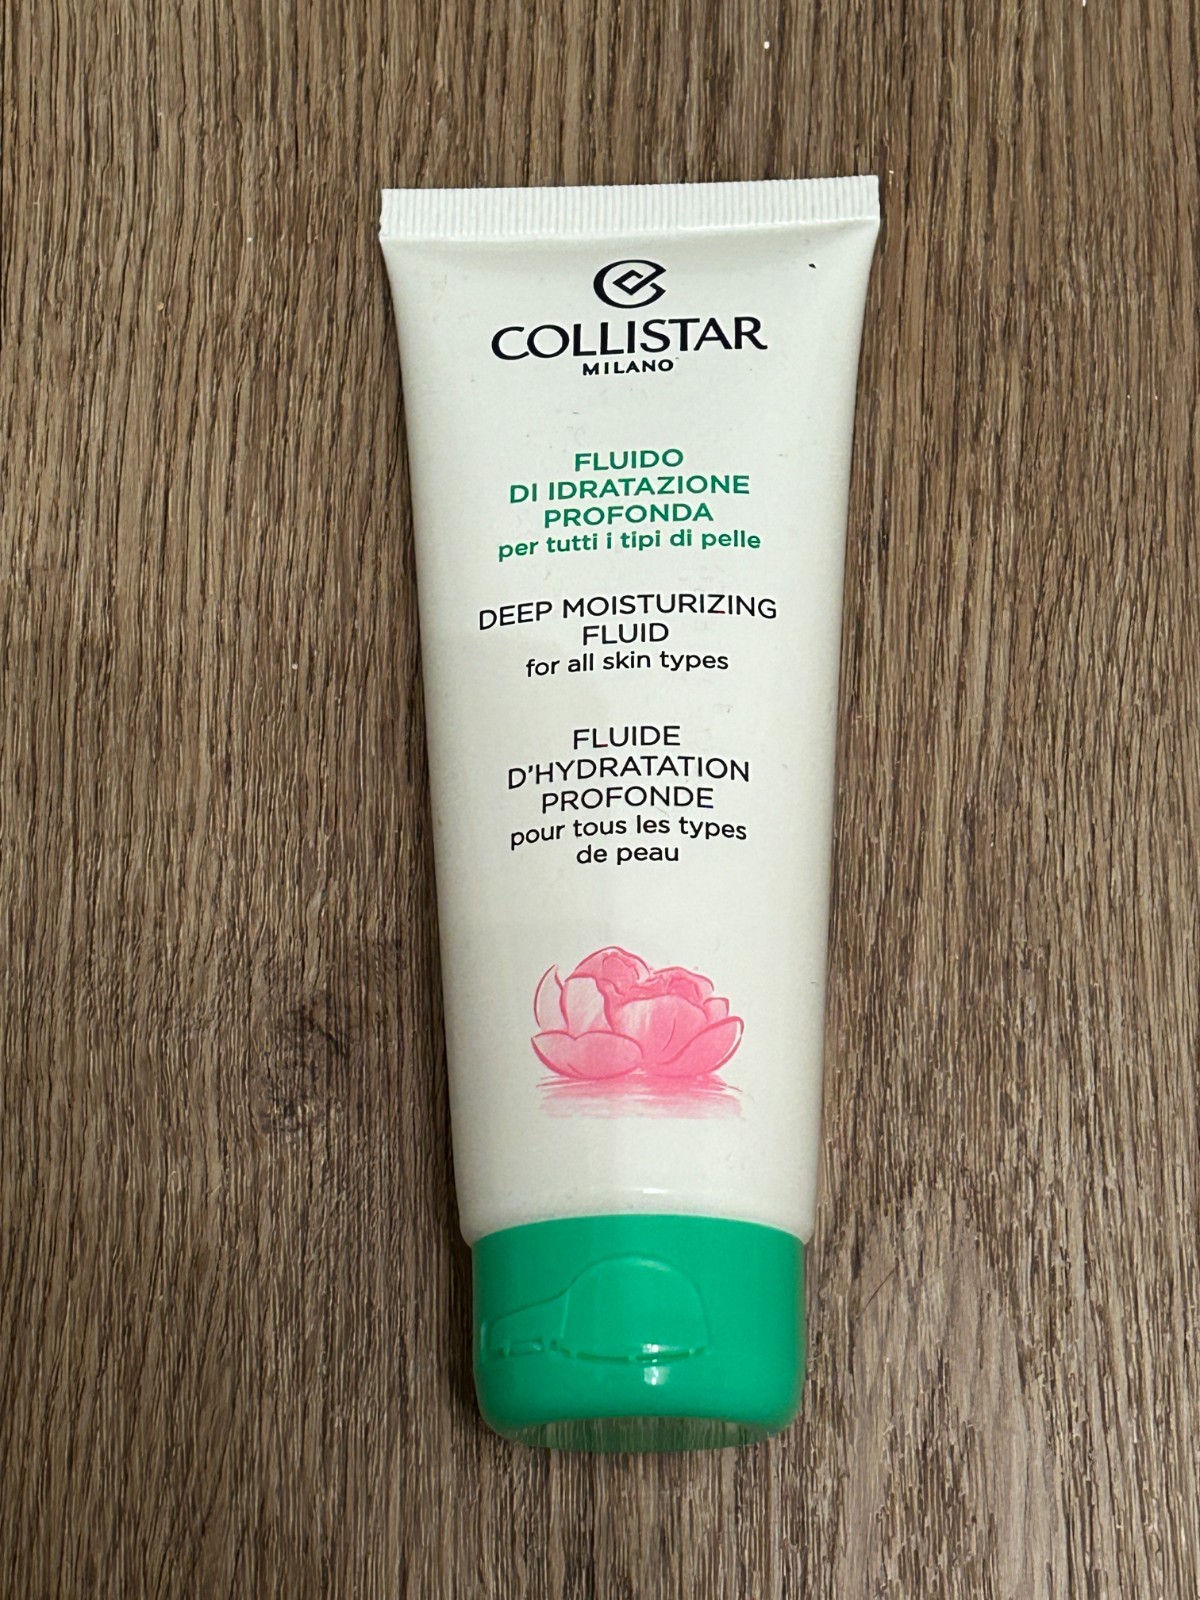 COLLISTAR
MILANO
FLUIDO
DI IDRATAZIONE
PROFONDA
per tutti i tipi di pelle
DEEP MOISTURIZING
FLUID
for all skin types
FLUIDE
D'HYDRATATION
PROFONDE
pour tous les types
de peau